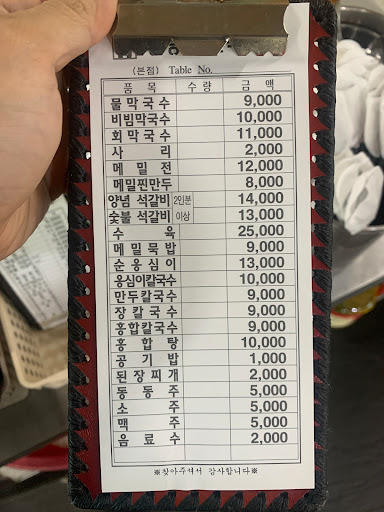 (본점) Table No.
품 목 수 량 금 액
물막국수 9,000
비빔막국수 10,000
회막국수 11,000
사 리 2,000
메 밀 전 12,000
메밀찐만두 8,000
양념 석갈비 2인분 14,000
숯불 석갈비 이상 13,000
수 육 25,000
메밀묵밥 9,000
순옹심이 13,000
옹심이칼국수 10,000
만두칼국수 9,000
장칼국수 9,000
홍합칼국수 9,000
홍 합 탕 10,000
공 기 밥 1,000
된장찌개 2,000
동 동 주 5,000
소 주 5,000
맥 주 5,000
음 료 수 2,000
※찾아주셔서 감사합니다※